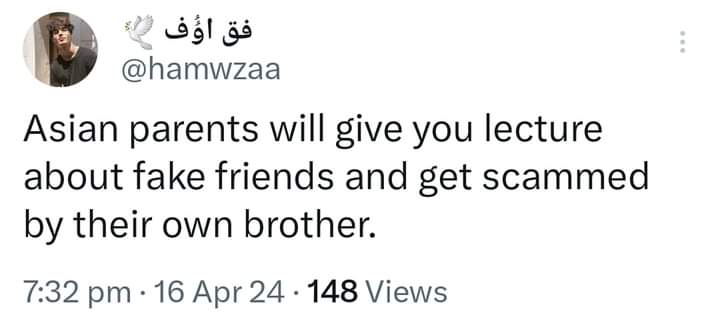 فق اؤُف 🕊️
@hamwzaa
Asian parents will give you lecture
about fake friends and get scammed
by their own brother.
7:32 pm · 16 Apr 24 · 148 Views